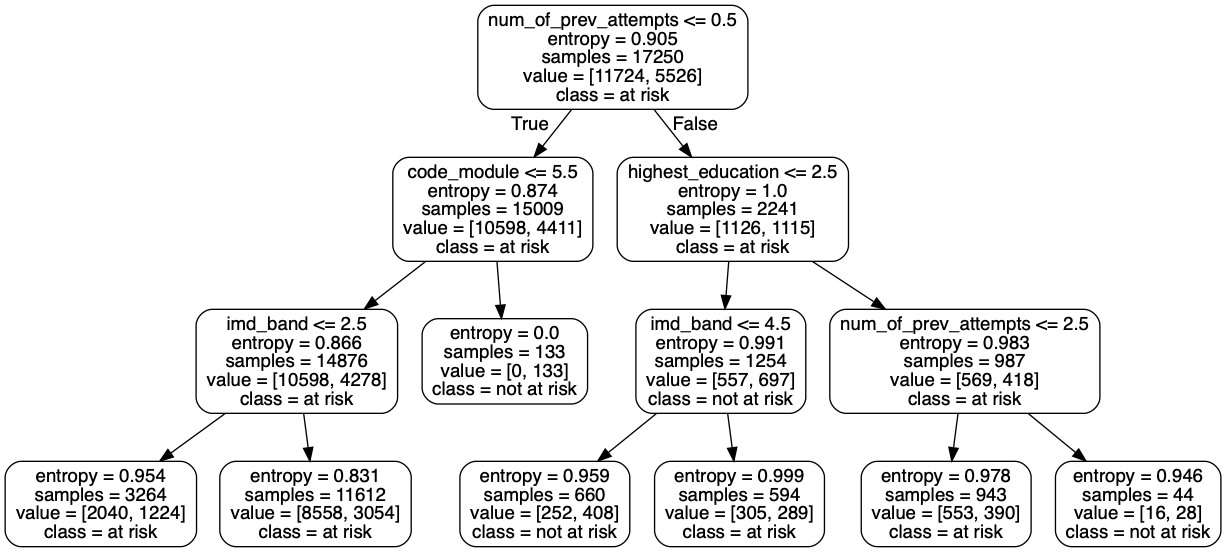 num_of_prev_attempts <= 0.5
entropy = 0.905
samples = 17250
value = [11724, 5526]
class = at risk
True
False
code_module <= 5.5
entropy = 0.874
samples = 15009
value = [10598, 4411]
class = at risk
highest_education <= 2.5
entropy = 1.0
samples = 2241
value = [1126, 1115]
class = at risk
imd_band <= 2.5
entropy = 0.866
samples = 14876
value = [10598, 4278]
class = at risk
entropy = 0.0
samples = 133
value = [0, 133]
class = not at risk
imd_band <= 4.5
entropy = 0.991
samples = 1254
value = [557, 697]
class = not at risk
num_of_prev_attempts <= 2.5
entropy = 0.983
samples = 987
value = [569, 418]
class = at risk
entropy = 0.954
samples = 3264
value = [2040, 1224]
class = at risk
entropy = 0.831
samples = 11612
value = [8558, 3054]
class = at risk
entropy = 0.959
samples = 660
value = [252, 408]
class = not at risk
entropy = 0.999
samples = 594
value = [305, 289]
class = at risk
entropy = 0.978
samples = 943
value = [553, 390]
class = at risk
entropy = 0.946
samples = 44
value = [16, 28]
class = not at risk